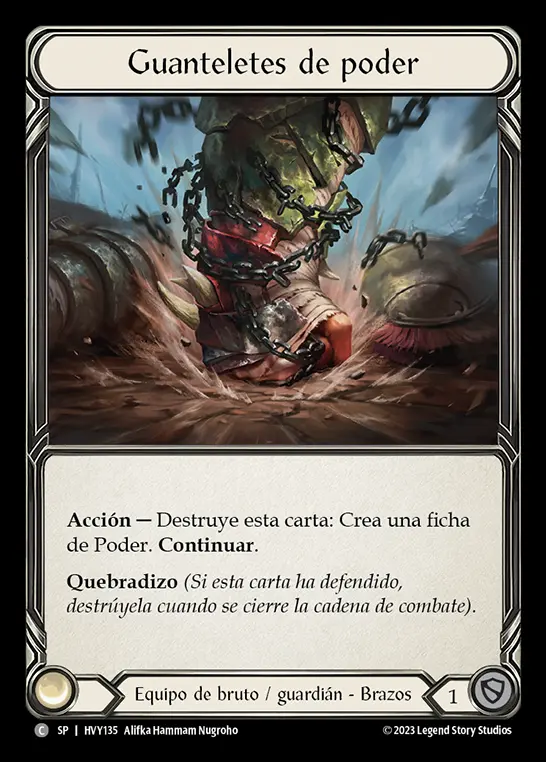 Guanteletes de poder
Acción — Destruye esta carta: Crea una ficha
de Poder. Continuar.
Quebradizo (Si esta carta ha defendido,
destrúyela cuando se cierre la cadena de combate).
Equipo de bruto / guardián - Brazos
1
C SP | HVY135 Alifka Hammam Nugroho
©2023 Legend Story Studios